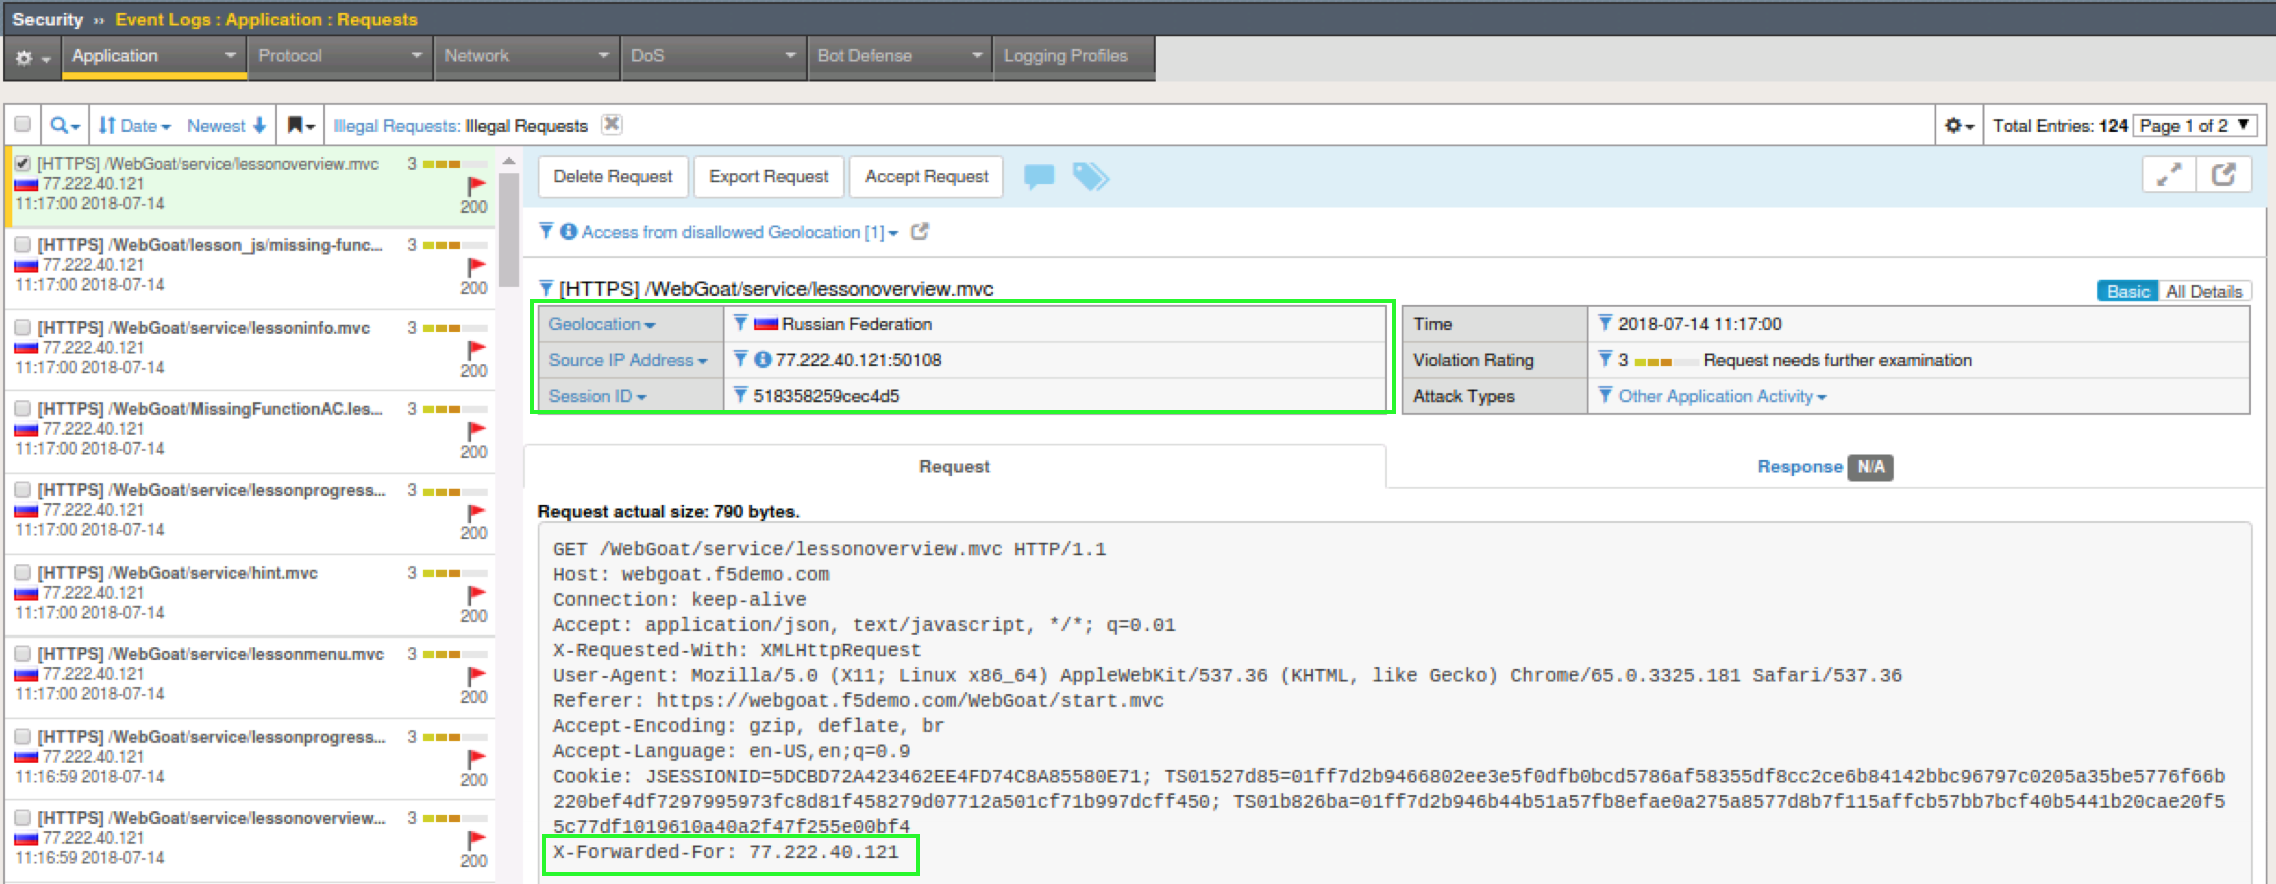 Security ›› Event Logs : Application : Requests
Application Protocol Network DoS Bot Defense Logging Profiles
Date Newest Illegal Requests: Illegal Requests Total Entries: 124 Page 1 of 2
[HTTPS] /WebGoat/service/lessonoverview.mvc 3
77.222.40.121
11:17:00 2018-07-14 200
[HTTPS] /WebGoat/lesson_js/missing-func... 3
77.222.40.121
11:17:00 2018-07-14 200
[HTTPS] /WebGoat/service/lessoninfo.mvc 3
77.222.40.121
11:17:00 2018-07-14 200
[HTTPS] /WebGoat/MissingFunctionAC.les... 3
77.222.40.121
11:17:00 2018-07-14 200
[HTTPS] /WebGoat/service/lessonprogress... 3
77.222.40.121
11:17:00 2018-07-14 200
[HTTPS] /WebGoat/service/hint.mvc 3
77.222.40.121
11:17:00 2018-07-14 200
[HTTPS] /WebGoat/service/lessonmenu.mvc 3
77.222.40.121
11:17:00 2018-07-14 200
[HTTPS] /WebGoat/service/lessonprogress... 3
77.222.40.121
11:16:59 2018-07-14 200
[HTTPS] /WebGoat/service/lessonoverview... 3
77.222.40.121
11:16:59 2018-07-14 200
Delete Request Export Request Accept Request
Access from disallowed Geolocation [1]
[HTTPS] /WebGoat/service/lessonoverview.mvc Basic All Details
Geolocation Russian Federation
Source IP Address 77.222.40.121:50108
Session ID 518358259cec4d5
Time 2018-07-14 11:17:00
Violation Rating 3 Request needs further examination
Attack Types Other Application Activity
Request Response N/A
Request actual size: 790 bytes.
GET /WebGoat/service/lessonoverview.mvc HTTP/1.1
Host: webgoat.f5demo.com
Connection: keep-alive
Accept: application/json, text/javascript, */*; q=0.01
X-Requested-With: XMLHttpRequest
User-Agent: Mozilla/5.0 (X11; Linux x86_64) AppleWebKit/537.36 (KHTML, like Gecko) Chrome/65.0.3325.181 Safari/537.36
Referer: https://webgoat.f5demo.com/WebGoat/start.mvc
Accept-Encoding: gzip, deflate, br
Accept-Language: en-US,en;q=0.9
Cookie: JSESSIONID=5DCBD72A423462EE4FD74C8A85580E71; TS01527d85=01ff7d2b9466802ee3e5f0dfb0bcd5786af58355df8cc2ce6b84142bbc96797c0205a35be5776f66b
220bef4df7297995973fc8d81f458279d07712a501cf71b997dcff450; TS01b826ba=01ff7d2b946b44b51a57fb8efae0a275a8577d8b7f115affcb57bb7bcf40b5441b20cae20f5
5c77df1019610a40a2f47f255e00bf4
X-Forwarded-For: 77.222.40.121